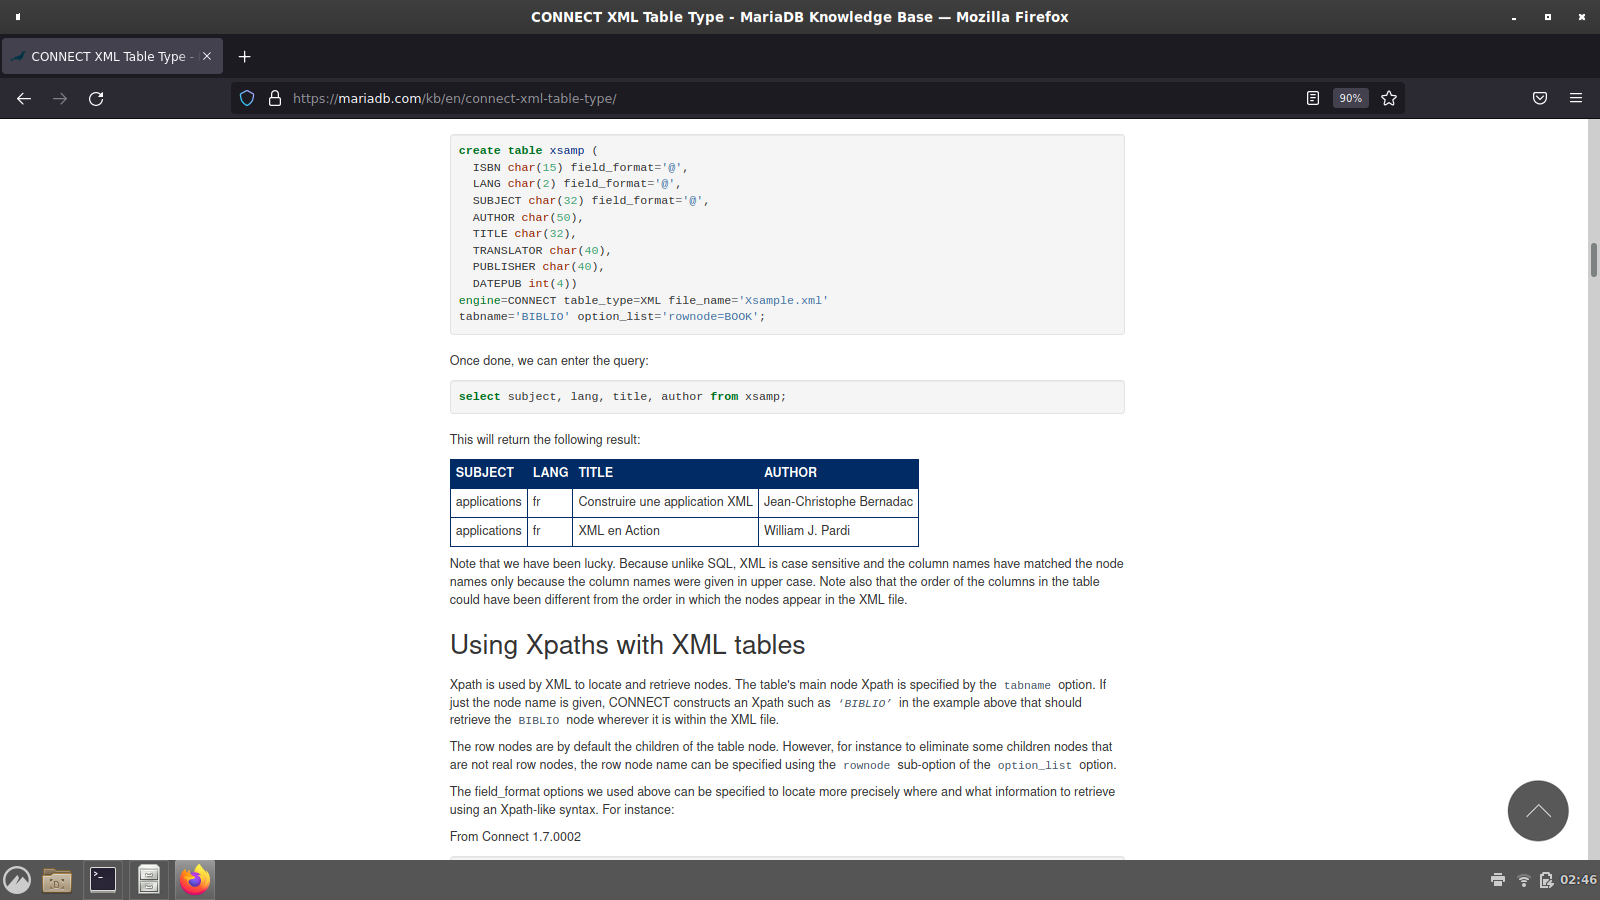 CONNECT XML Table Type - MariaDB Knowledge Base — Mozilla Firefox
CONNECT XML Table Type -
https://mariadb.com/kb/en/connect-xml-table-type/
90%
create table xsamp (
  ISBN char(15) field_format='@',
  LANG char(2) field_format='@',
  SUBJECT char(32) field_format='@',
  AUTHOR char(50),
  TITLE char(32),
  TRANSLATOR char(40),
  PUBLISHER char(40),
  DATEPUB int(4))
engine=CONNECT table_type=XML file_name='Xsample.xml'
tabname='BIBLIO' option_list='rownode=BOOK';
Once done, we can enter the query:
select subject, lang, title, author from xsamp;
This will return the following result:
SUBJECT LANG TITLE AUTHOR
applications fr Construire une application XML Jean-Christophe Bernadac
applications fr XML en Action William J. Pardi
Note that we have been lucky. Because unlike SQL, XML is case sensitive and the column names have matched the node
names only because the column names were given in upper case. Note also that the order of the columns in the table
could have been different from the order in which the nodes appear in the XML file.
Using Xpaths with XML tables
Xpath is used by XML to locate and retrieve nodes. The table's main node Xpath is specified by the tabname option. If
just the node name is given, CONNECT constructs an Xpath such as ‘BIBLIO’ in the example above that should
retrieve the BIBLIO node wherever it is within the XML file.
The row nodes are by default the children of the table node. However, for instance to eliminate some children nodes that
are not real row nodes, the row node name can be specified using the rownode sub-option of the option_list option.
The field_format options we used above can be specified to locate more precisely where and what information to retrieve
using an Xpath-like syntax. For instance:
From Connect 1.7.0002
02:46